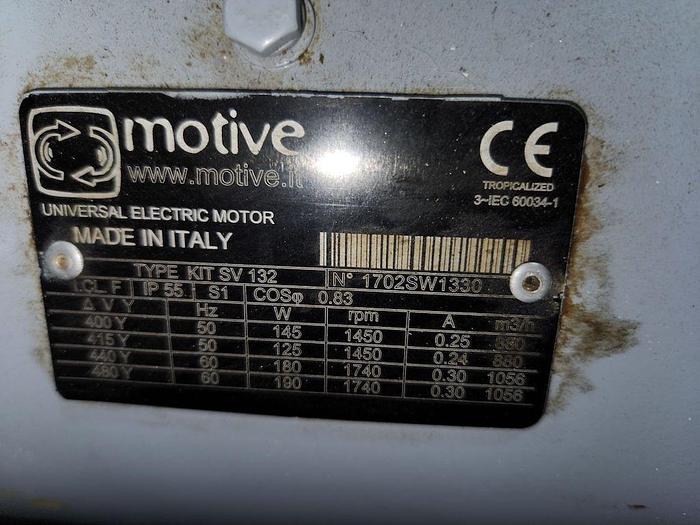 motive
www.motive.it
UNIVERSAL ELECTRIC MOTOR
MADE IN ITALY
CE
TROPICALIZED
3~IEC 60034-1
TYPE KIT SV 132 N° 1702SW1330
I.CL. F IP 55 S1 COSφ 0.83
Δ V Y Hz W rpm A m3/h
400 Y 50 145 1450 0.25 880
415 Y 50 125 1450 0.24 880
440 Y 60 180 1740 0.30 1056
480 Y 60 190 1740 0.30 1056